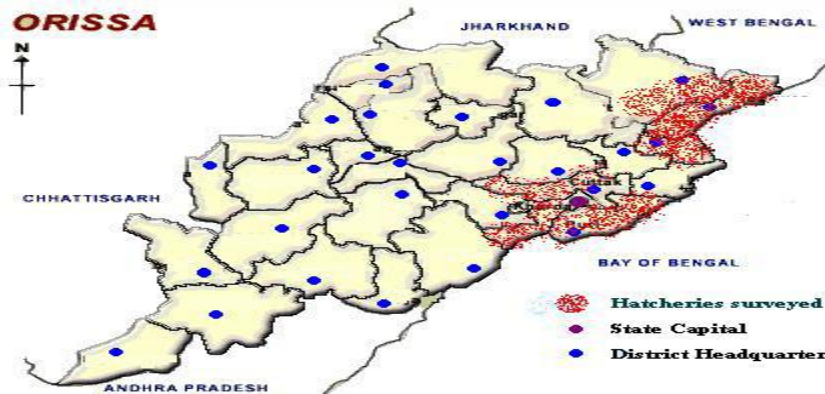 ORISSA
JHARKHAND
WEST BENGAL
N
CHHATTISGARH
BAY OF BENGAL
Hatcheries surveyed
State Capital
District Headquarter
ANDHRA PRADESH